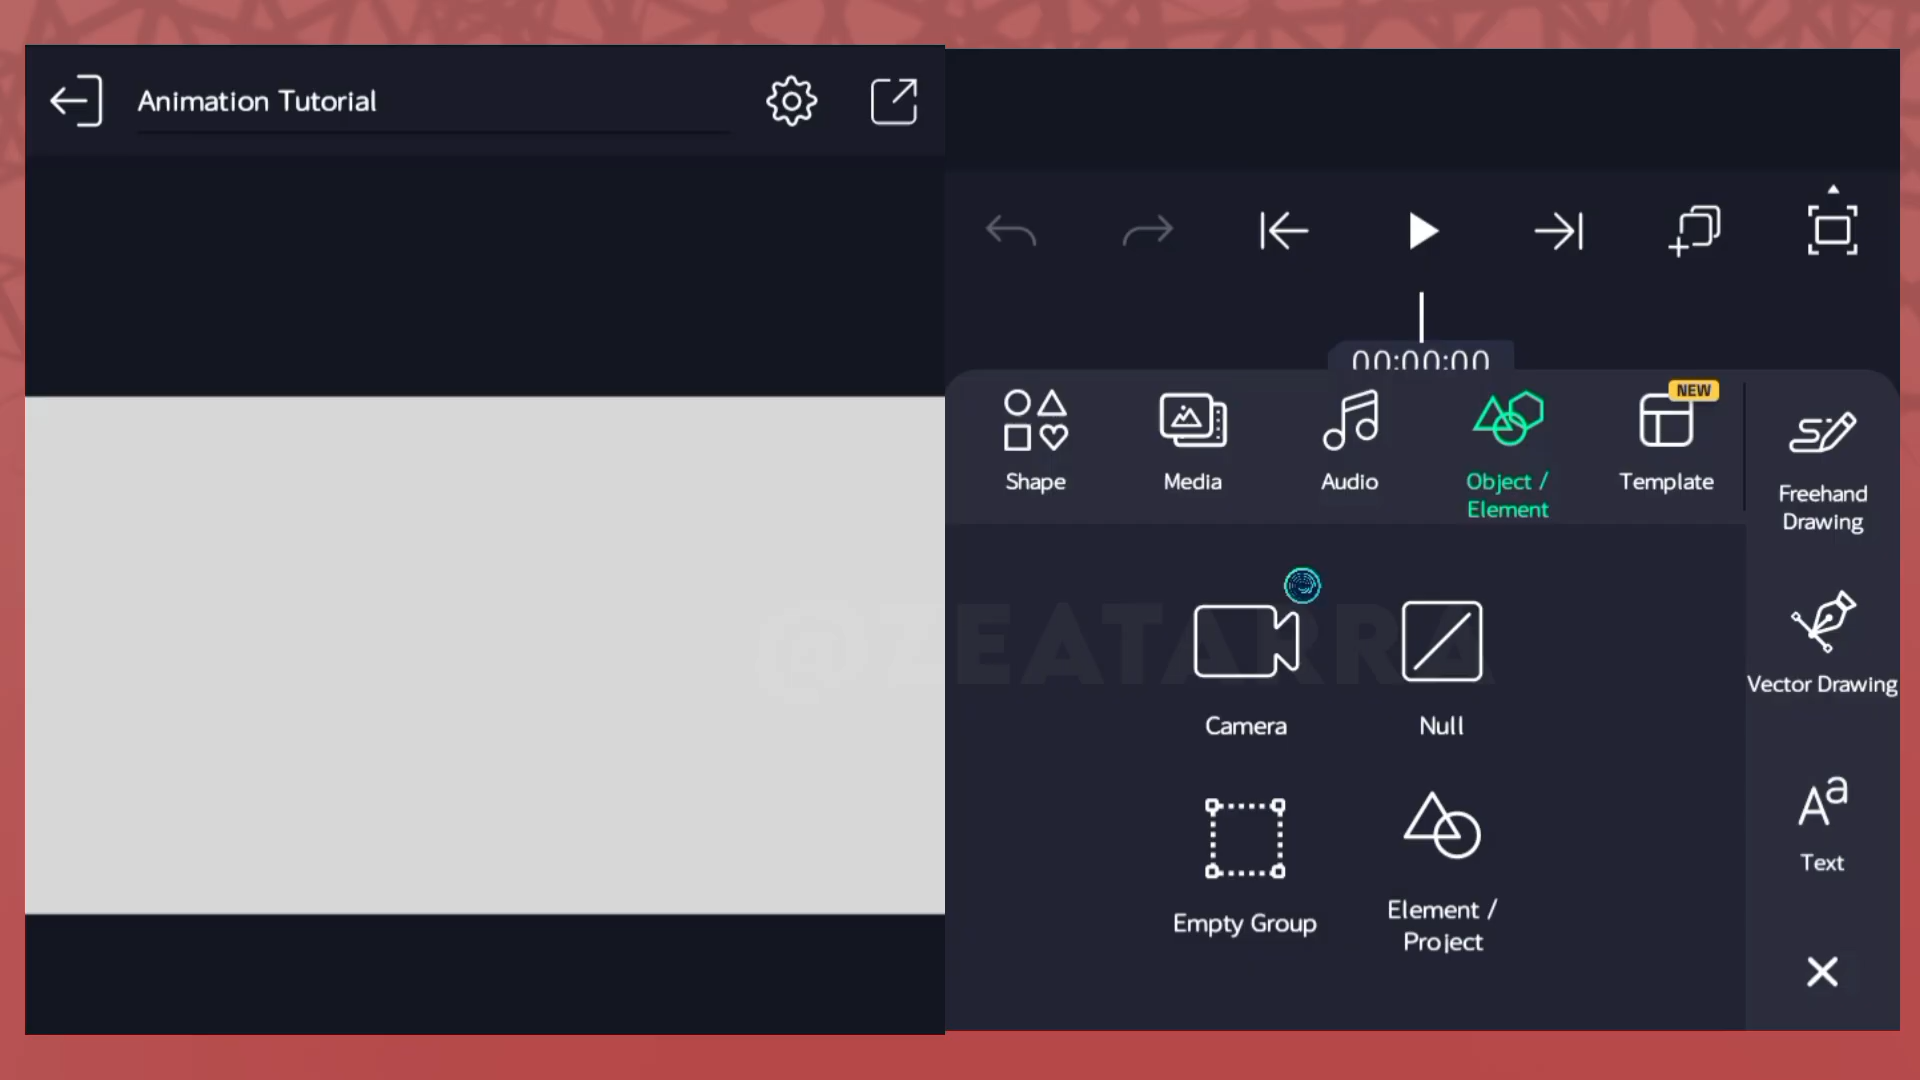 Animation Tutorial
00:00:00
NEW
Shape
Media
Audio
Object /
Element
Template
Freehand
Drawing
@ZEATARRA
Camera
Null
Vector Drawing
Text
Empty Group
Element /
Project